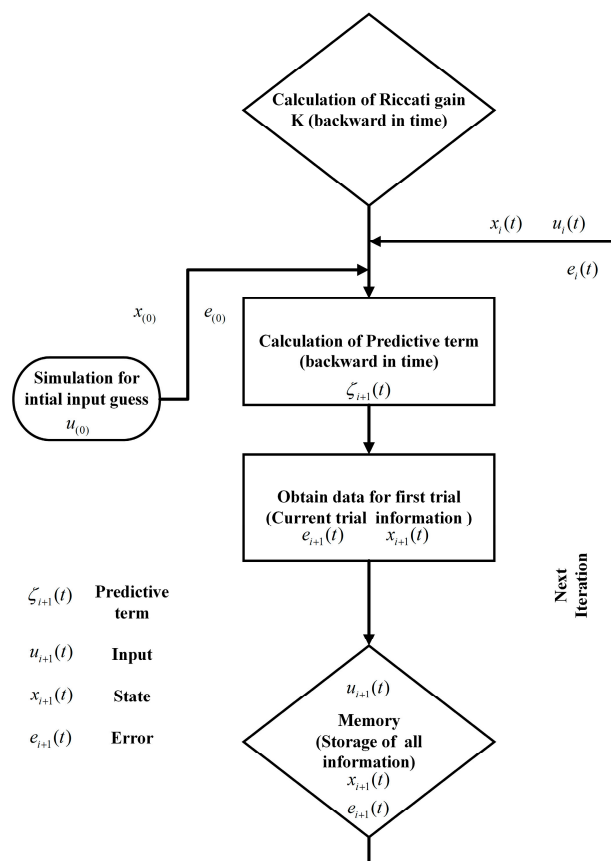 Calculation of Riccati gain
K (backward in time)
x_i(t) u_i(t)
e_i(t)
x_(0) e_(0)
Calculation of Predictive term
(backward in time)
ζ_{i+1}(t)
Simulation for
intial input guess
u_(0)
Obtain data for first trial
(Current trial information )
e_{i+1}(t) x_{i+1}(t)
Next
Iteration
ζ_{i+1}(t) Predictive
term
u_{i+1}(t) Input
x_{i+1}(t) State
e_{i+1}(t) Error
u_{i+1}(t)
Memory
(Storage of all
information)
x_{i+1}(t)
e_{i+1}(t)